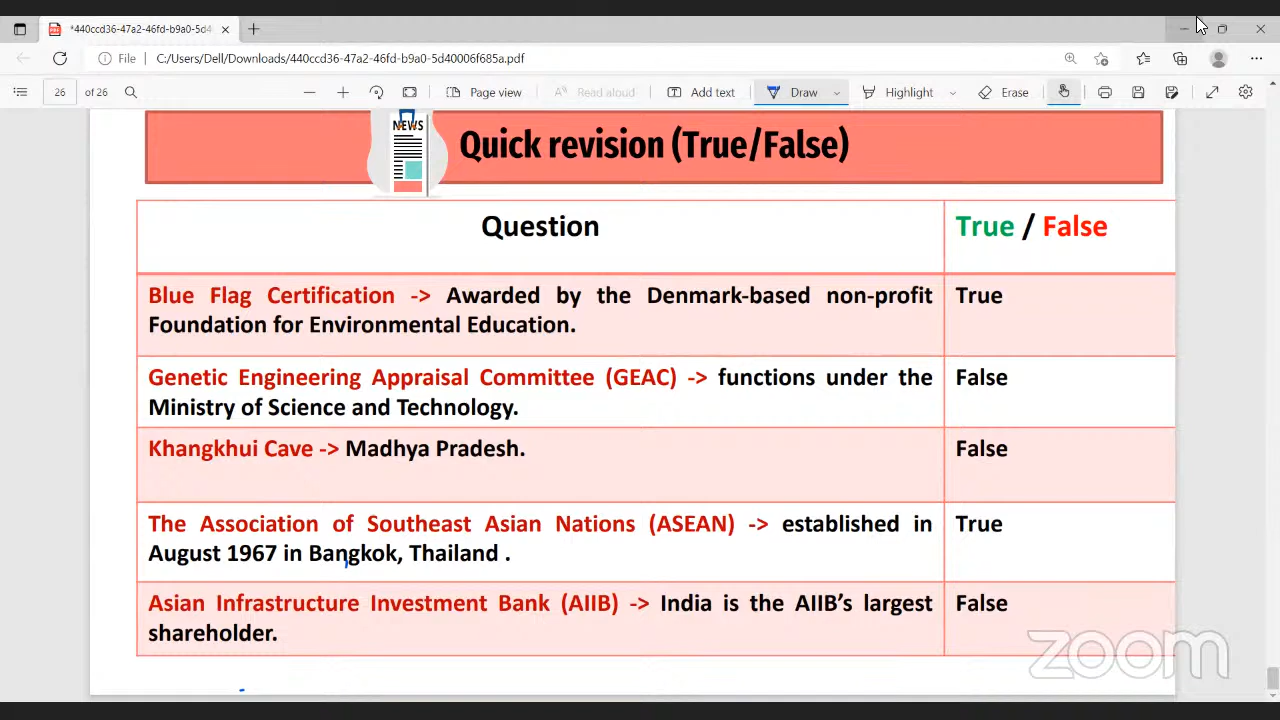 *440ccd36-47a2-46fd-b9a0-5d4
File C:/Users/Dell/Downloads/440ccd36-47a2-46fd-b9a0-5d40006f685a.pdf
26 of 26 Page view Read aloud Add text Draw Highlight Erase
NEWS
Quick revision (True/False)
Question True / False
Blue Flag Certification -> Awarded by the Denmark-based non-profit True
Foundation for Environmental Education.
Genetic Engineering Appraisal Committee (GEAC) -> functions under the False
Ministry of Science and Technology.
Khangkhui Cave -> Madhya Pradesh. False
The Association of Southeast Asian Nations (ASEAN) -> established in True
August 1967 in Bangkok, Thailand .
Asian Infrastructure Investment Bank (AIIB) -> India is the AIIB's largest False
shareholder.
zoom